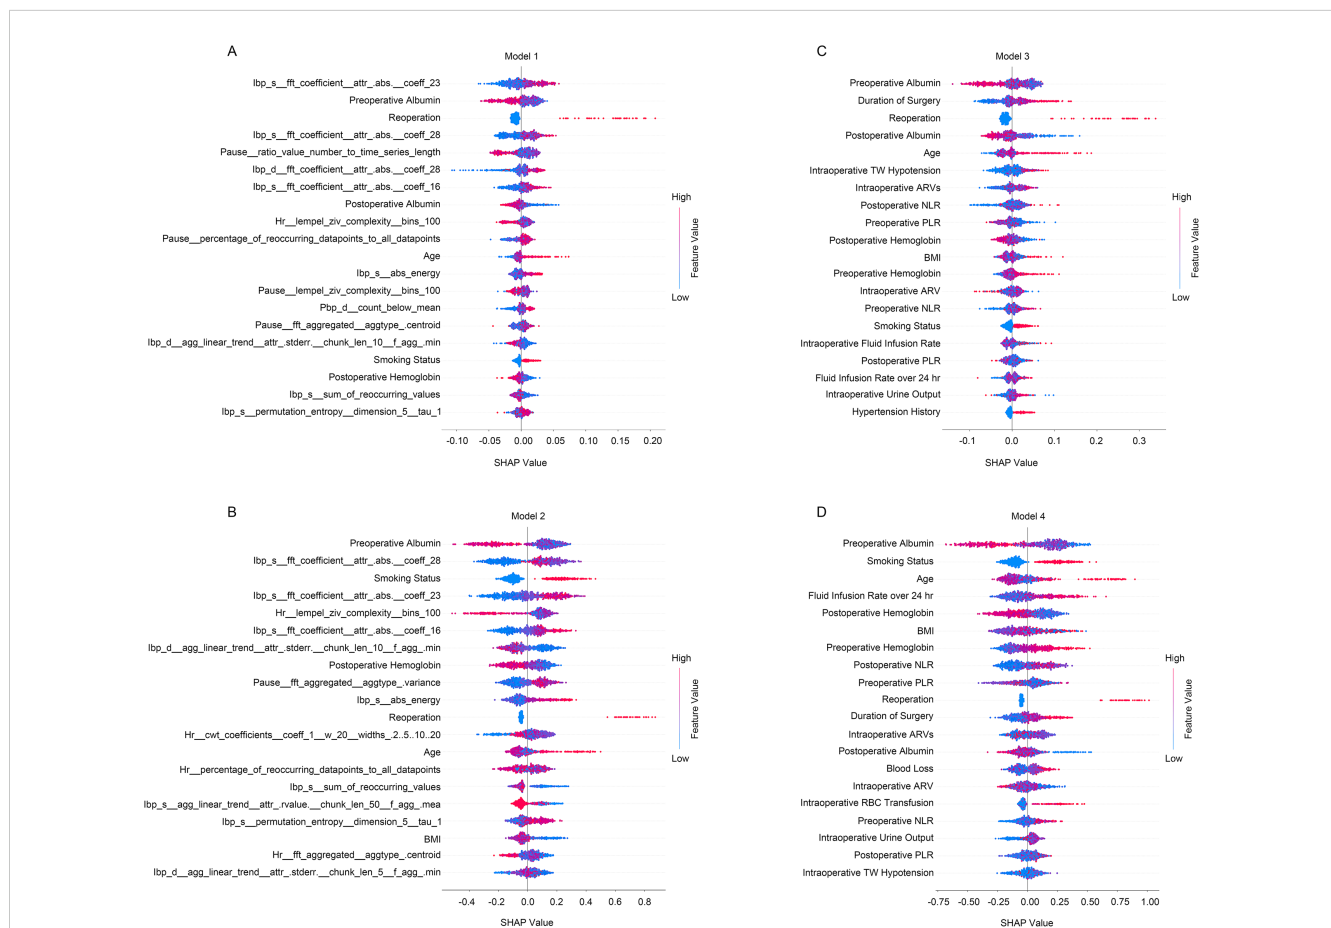 A
Model 1
Ibp_s__fft_coefficient__attr_.abs.__coeff_23
Preoperative Albumin
Reoperation
Ibp_s__fft_coefficient__attr_.abs.__coeff_28
Pause__ratio_value_number_to_time_series_length
Ibp_d__fft_coefficient__attr_.abs.__coeff_28
Ibp_s__fft_coefficient__attr_.abs.__coeff_16
Postoperative Albumin
Hr__lempel_ziv_complexity__bins_100
Pause__percentage_of_reoccurring_datapoints_to_all_datapoints
Age
Ibp_s__abs_energy
Pause__lempel_ziv_complexity__bins_100
Pbp_d__count_below_mean
Pause__fft_aggregated__aggtype_.centroid
Ibp_d__agg_linear_trend__attr_.stderr.__chunk_len_10__f_agg_.min
Smoking Status
Postoperative Hemoglobin
Ibp_s__sum_of_reoccurring_values
Ibp_s__permutation_entropy__dimension_5__tau_1
-0.10 -0.05 0.00 0.05 0.10 0.15 0.20
SHAP Value
High
Feature Value
Low
C
Model 3
Preoperative Albumin
Duration of Surgery
Reoperation
Postoperative Albumin
Age
Intraoperative TW Hypotension
Intraoperative ARVs
Postoperative NLR
Preoperative PLR
Postoperative Hemoglobin
BMI
Preoperative Hemoglobin
Intraoperative ARV
Preoperative NLR
Smoking Status
Intraoperative Fluid Infusion Rate
Postoperative PLR
Fluid Infusion Rate over 24 hr
Intraoperative Urine Output
Hypertension History
-0.1 0.0 0.1 0.2 0.3
SHAP Value
High
Feature Value
Low
B
Model 2
Preoperative Albumin
Ibp_s__fft_coefficient__attr_.abs.__coeff_28
Smoking Status
Ibp_s__fft_coefficient__attr_.abs.__coeff_23
Hr__lempel_ziv_complexity__bins_100
Ibp_s__fft_coefficient__attr_.abs.__coeff_16
Ibp_d__agg_linear_trend__attr_.stderr.__chunk_len_10__f_agg_.min
Postoperative Hemoglobin
Pause__fft_aggregated__aggtype_.variance
Ibp_s__abs_energy
Reoperation
Hr__cwt_coefficients__coeff_1__w_20__widths_.2..5..10..20
Age
Hr__percentage_of_reoccurring_datapoints_to_all_datapoints
Ibp_s__sum_of_reoccurring_values
Ibp_s__agg_linear_trend__attr_.rvalue.__chunk_len_50__f_agg_.mea
Ibp_s__permutation_entropy__dimension_5__tau_1
BMI
Hr__fft_aggregated__aggtype_.centroid
Ibp_d__agg_linear_trend__attr_.stderr.__chunk_len_5__f_agg_.min
-0.4 -0.2 0.0 0.2 0.4 0.6 0.8
SHAP Value
High
Feature Value
Low
D
Model 4
Preoperative Albumin
Smoking Status
Age
Fluid Infusion Rate over 24 hr
Postoperative Hemoglobin
BMI
Preoperative Hemoglobin
Postoperative NLR
Preoperative PLR
Reoperation
Duration of Surgery
Intraoperative ARVs
Postoperative Albumin
Blood Loss
Intraoperative ARV
Intraoperative RBC Transfusion
Preoperative NLR
Intraoperative Urine Output
Postoperative PLR
Intraoperative TW Hypotension
-0.75 -0.50 -0.25 0.00 0.25 0.50 0.75 1.00
SHAP Value
High
Feature Value
Low